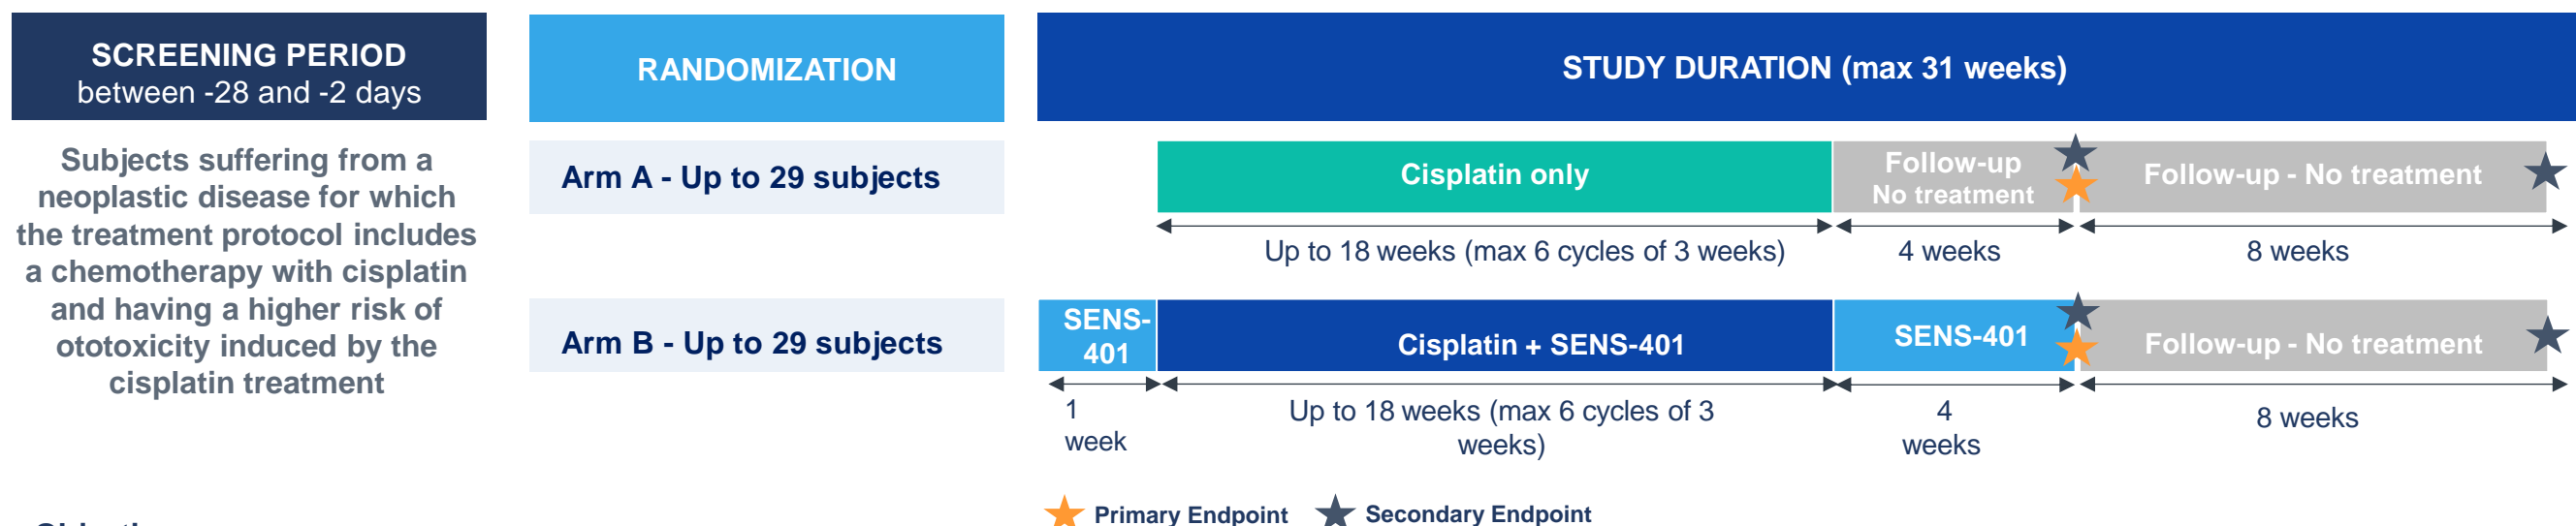 SCREENING PERIOD
between -28 and -2 days
Subjects suffering from a
neoplastic disease for which
the treatment protocol includes
a chemotherapy with cisplatin
and having a higher risk of
ototoxicity induced by the
cisplatin treatment
RANDOMIZATION
Arm A - Up to 29 subjects
Arm B - Up to 29 subjects
STUDY DURATION (max 31 weeks)
Cisplatin only
Follow-up
No treatment
Follow-up - No treatment
Up to 18 weeks (max 6 cycles of 3 weeks)
4 weeks
8 weeks
SENS-
401
Cisplatin + SENS-401
SENS-401
Follow-up - No treatment
1
week
Up to 18 weeks (max 6 cycles of 3
weeks)
4
weeks
8 weeks
Primary Endpoint
Secondary Endpoint